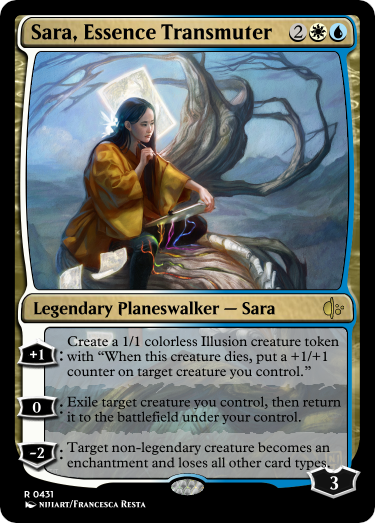 Sara, Essence Transmuter 2
Legendary Planeswalker — Sara
+1: Create a 1/1 colorless Illusion creature token
with “When this creature dies, put a +1/+1
counter on target creature you control.”
0: Exile target creature you control, then return
it to the battlefield under your control.
-2: Target non-legendary creature becomes an
enchantment and loses all other card types.
3
R 0431
NIJIART/FRANCESCA RESTA